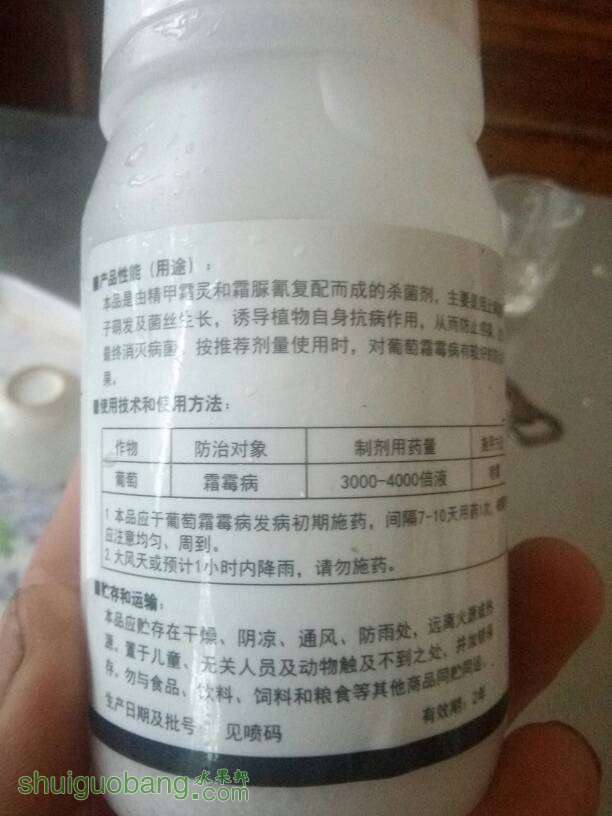 ■产品性能（用途）：
本品是由精甲霜灵和霜脲氰复配而成的杀菌剂，主要是阻止
子萌发及菌丝生长，诱导植物自身抗病作用，从而防止
最终消灭病菌。按推荐剂量使用时，对葡萄霜霉病有
果。
■使用技术和使用方法：
作物 防治对象 制剂用药量
葡萄 霜霉病 3000-4000倍液
1 本品应于葡萄霜霉病发病初期施药，间隔7-10天用药1次，
应注意均匀、周到。
2.大风天或预计1小时内降雨，请勿施药。
■贮存和运输：
本品应贮存在干燥、阴凉、通风、防雨处，远离火源或热
源。置于儿童、无关人员及动物触及不到之处，并加锁保
存。勿与食品、饮料、饲料和粮食等其他商品同贮同运。
生产日期及批号 见喷码 有效期：2年
shuiguobang.com
水果邦